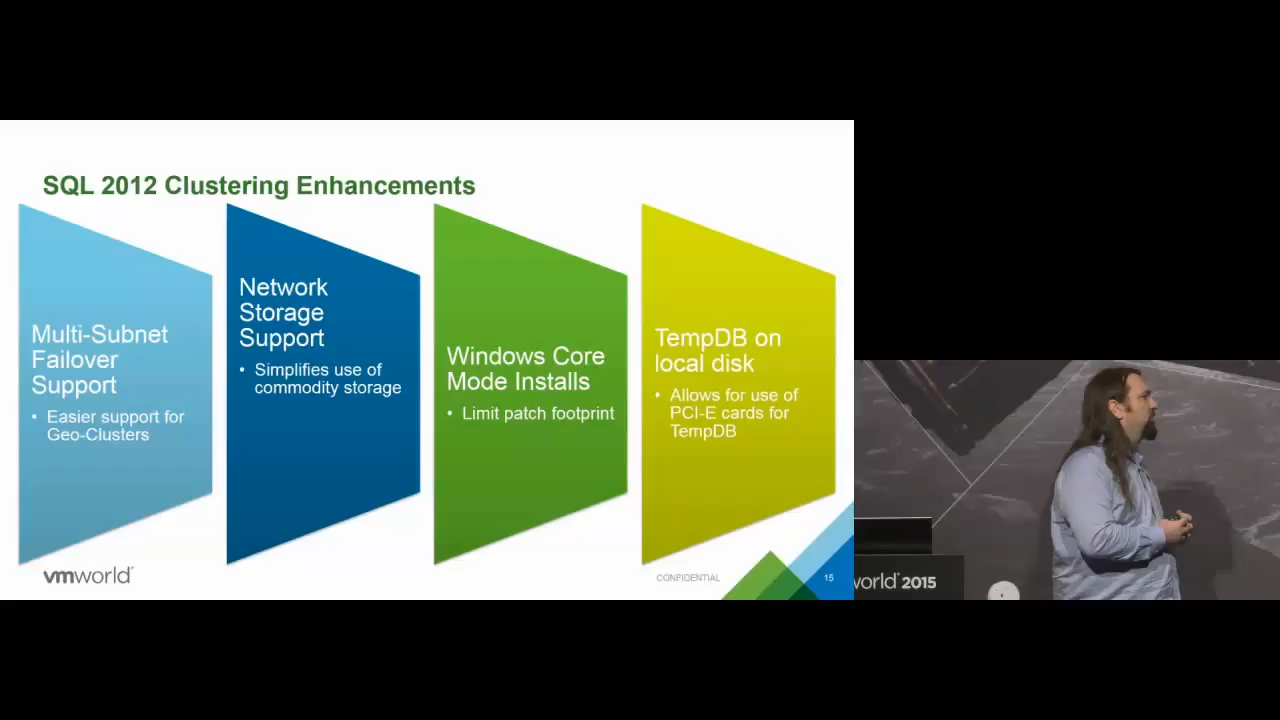 SQL 2012 Clustering Enhancements
Multi-Subnet
Failover
Support
• Easier support for
Geo-Clusters
Network
Storage
Support
• Simplifies use of
commodity storage
Windows Core
Mode Installs
• Limit patch footprint
TempDB on
local disk
• Allows for use of
PCI-E cards for
TempDB
vmworld®
CONFIDENTIAL
15
world® 2015